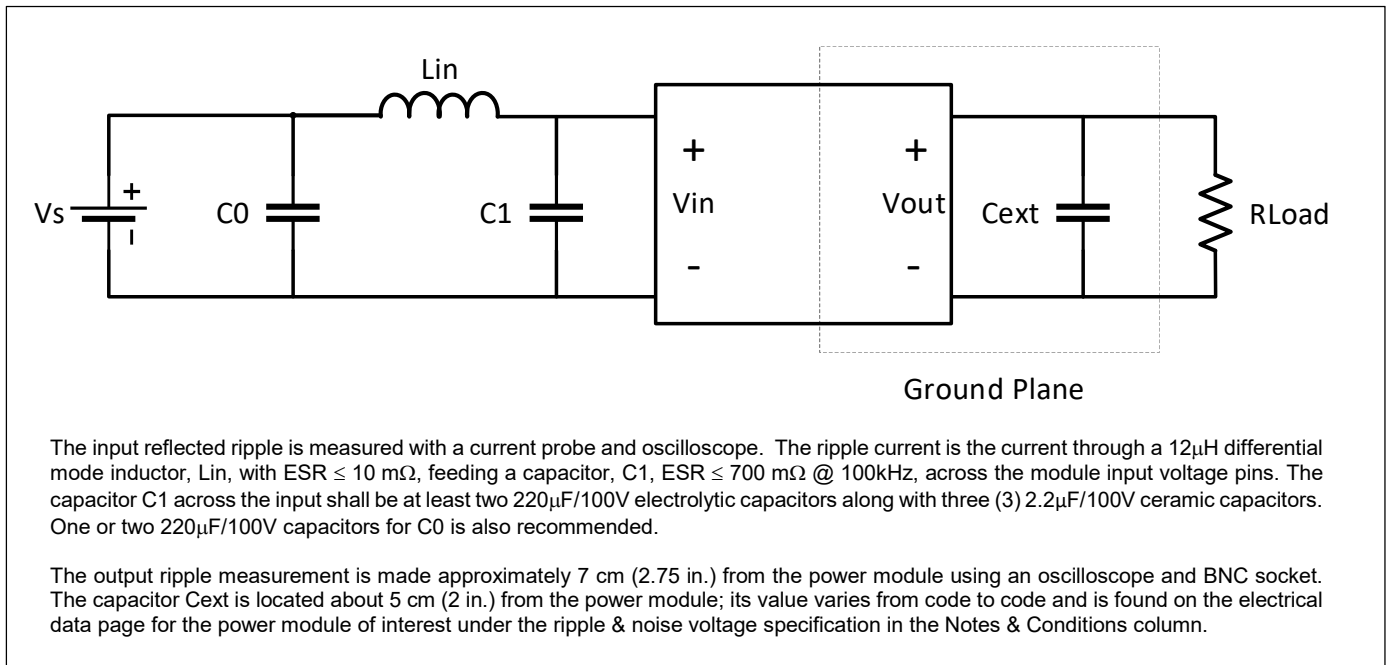 Lin
+
+
+
Vs
C0
C1
Vin
Vout
Cext
RLoad
-
-
-
Ground Plane
The input reflected ripple is measured with a current probe and oscilloscope. The ripple current is the current through a 12μH differential
mode inductor, Lin, with ESR ≤ 10 mΩ, feeding a capacitor, C1, ESR ≤ 700 mΩ @ 100kHz, across the module input voltage pins. The
capacitor C1 across the input shall be at least two 220μF/100V electrolytic capacitors along with three (3) 2.2μF/100V ceramic capacitors.
One or two 220μF/100V capacitors for C0 is also recommended.
The output ripple measurement is made approximately 7 cm (2.75 in.) from the power module using an oscilloscope and BNC socket.
The capacitor Cext is located about 5 cm (2 in.) from the power module; its value varies from code to code and is found on the electrical
data page for the power module of interest under the ripple & noise voltage specification in the Notes & Conditions column.